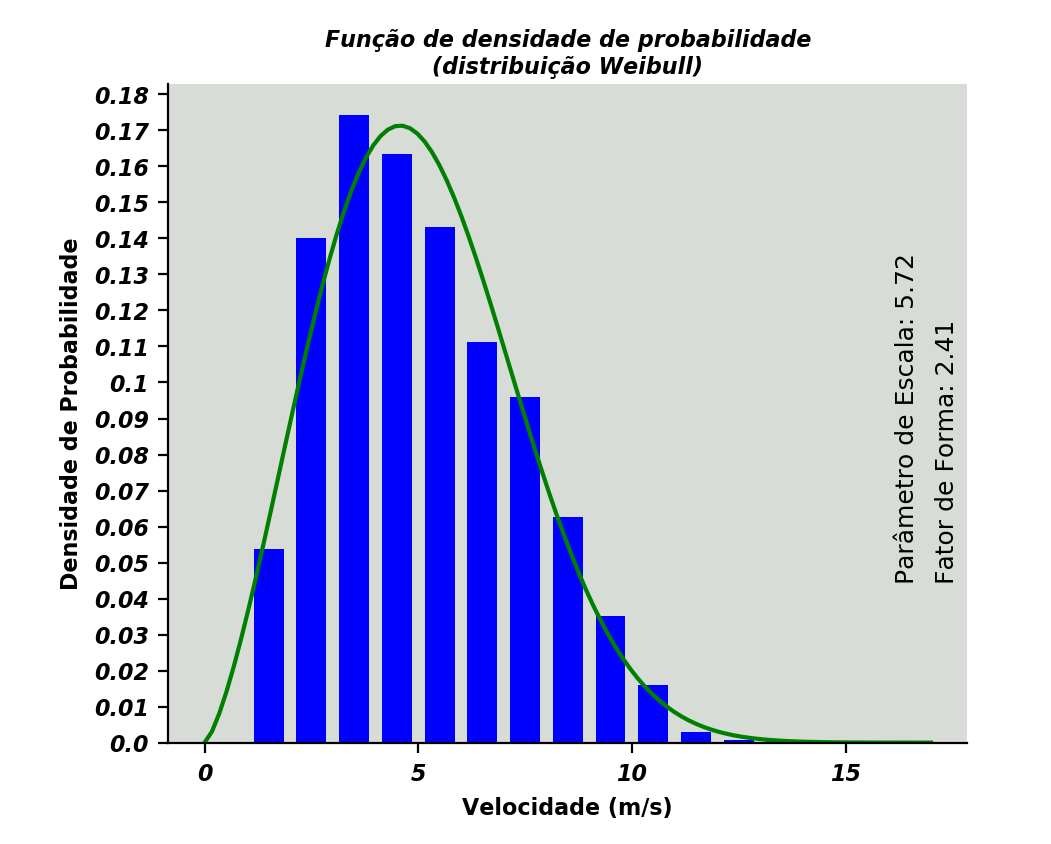 Função de densidade de probabilidade
(distribuição Weibull)
0.18
0.17
0.16
0.15
0.14
0.13
0.12
0.11
0.1
0.09
0.08
0.07
0.06
0.05
0.04
0.03
0.02
0.01
0.0
Densidade de Probabilidade
Parâmetro de Escala: 5.72
Fator de Forma: 2.41
0 5 10 15
Velocidade (m/s)